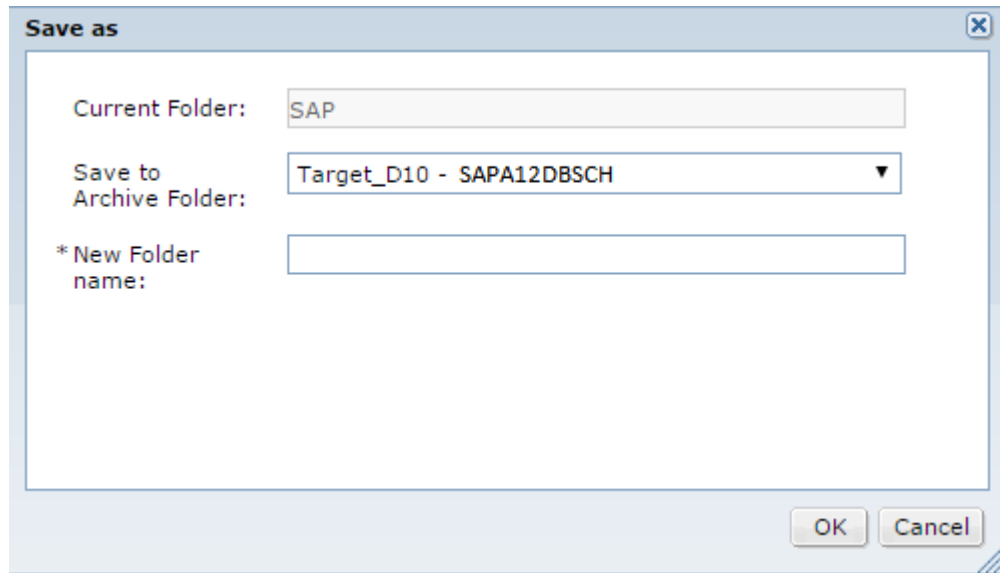 Save as
Current Folder: SAP
Save to
Archive Folder: Target_D10 - SAPA12DBSCH
* New Folder
name:
OK Cancel